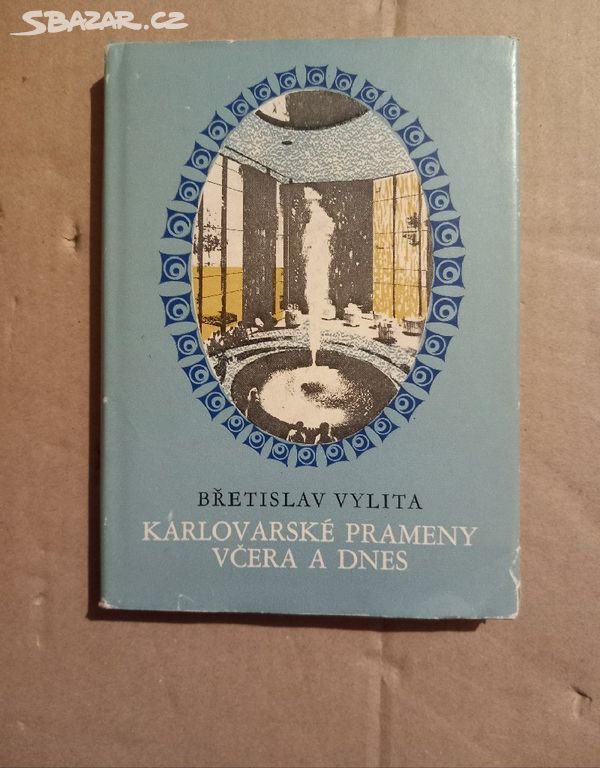 SBAZAR.CZ
BŘETISLAV VYLITA
KARLOVARSKÉ PRAMENY
VČERA A DNES